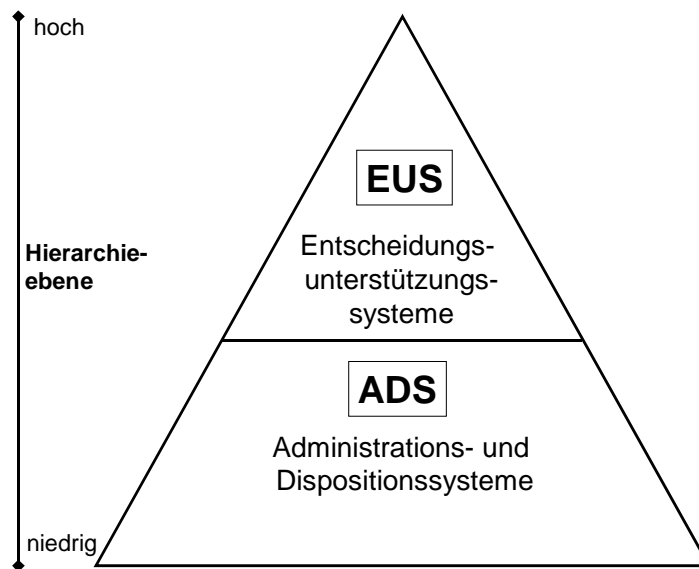 hoch
EUS
Entscheidungs-
unterstützungs-
systeme
Hierarchie-
ebene
ADS
Administrations- und
Dispositionssysteme
niedrig